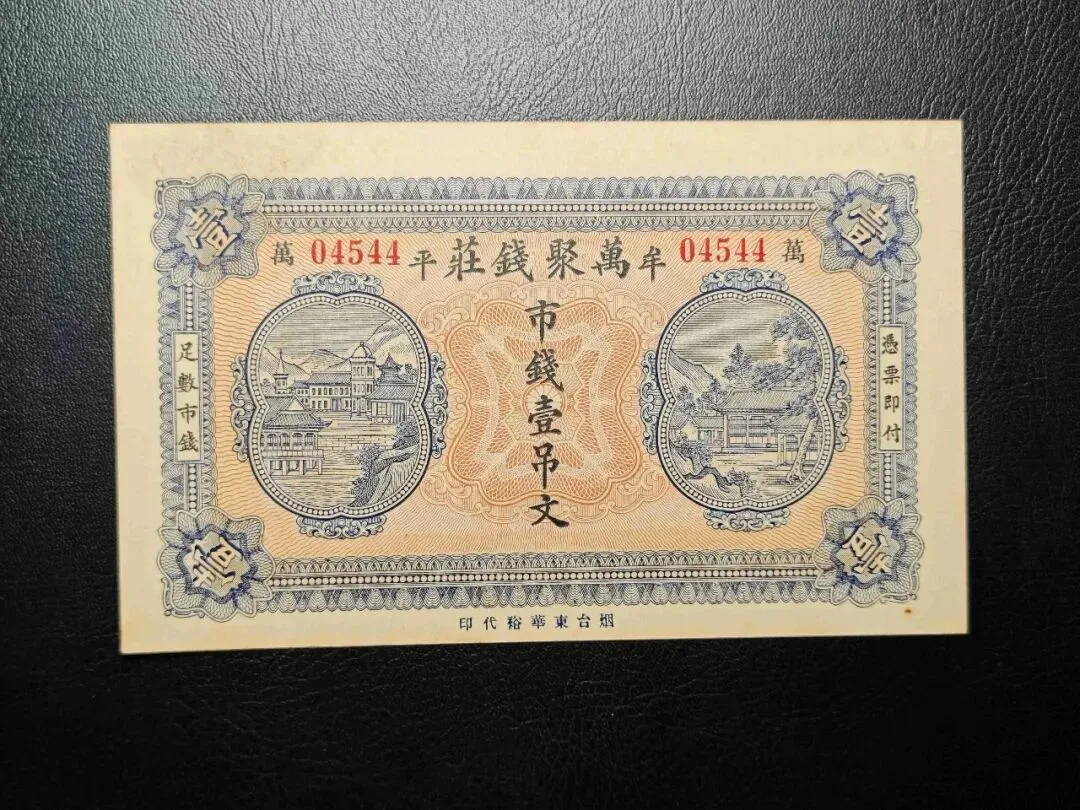 壹
壹
萬 04544
牟萬聚錢莊平
萬 04544
市錢壹吊文
憑票即付
足數市錢
壹
壹
烟台東華裕代印